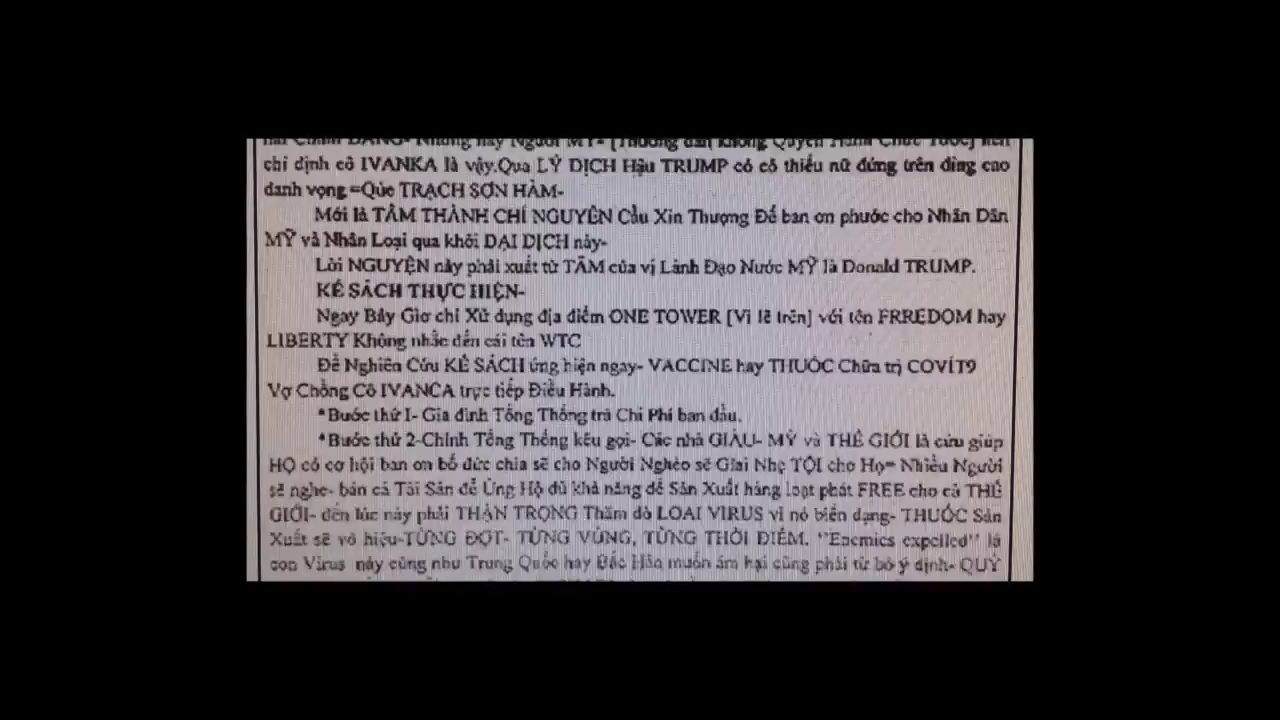 chỉ định cô IVANKA là vậy.Qua LÝ DỊCH Hậu TRUMP có cô thiếu nữ đứng trên đỉng cao
danh vọng =Qủe TRẠCH SƠN HÀM-
Mới là TÂM THÀNH CHÍ NGUYÊN Cầu Xin Thượng Đế ban ơn phước cho Nhân Dân
MỸ và Nhân Loại qua khỏi DẠI DỊCH này-
Lời NGUYỆN này phải xuất từ TÂM của vị Lãnh Đạo Nước MỸ là Donald TRUMP.
KẾ SÁCH THỰC HIỆN-
Ngay Bây Giơ chỉ Xử dụng địa điểm ONE TOWER [Vì lẽ trên] với tên FRREDOM hay
LIBERTY Không nhắc đến cái tên WTC
Để Nghiên Cứu KẾ SÁCH ứng hiện ngay- VACCINE hay THUỐC Chữa trị COVÍT9
Vợ Chồng Cô IVANCA trực tiếp Điều Hành.
*Bước thứ I- Gia đình Tổng Thống trả Chi Phí ban đầu.
*Bước thứ 2-Chính Tổng Thống kêu gọi- Các nhà GIÀU- MỸ và THẾ GIỚI là cứu giúp
HỌ có cơ hội ban ơn bố đức chia sẽ cho Người Nghèo sẽ Giai Nhẹ TỘI cho Họ= Nhiều Người
sẽ nghe- bán cả Tài Sản để Ủng Hộ đủ khả năng để Sản Xuất hàng loạt phát FREE cho cả THẾ
GIỚI- đến lúc này phải THẬN TRỌNG Thăm dò LOAI VIRUS vì nó biến dạng- THUỐC Sản
Xuất sẽ vô hiệu-TỪNG ĐỢT- TỪNG VÙNG, TỪNG THỜI ĐIỂM. "Enemics expelled" là
con Virus này cũng như Trung Quốc hay Bắc Hàn muốn ám hại cũng phải từ bỏ ý định- QUỶ